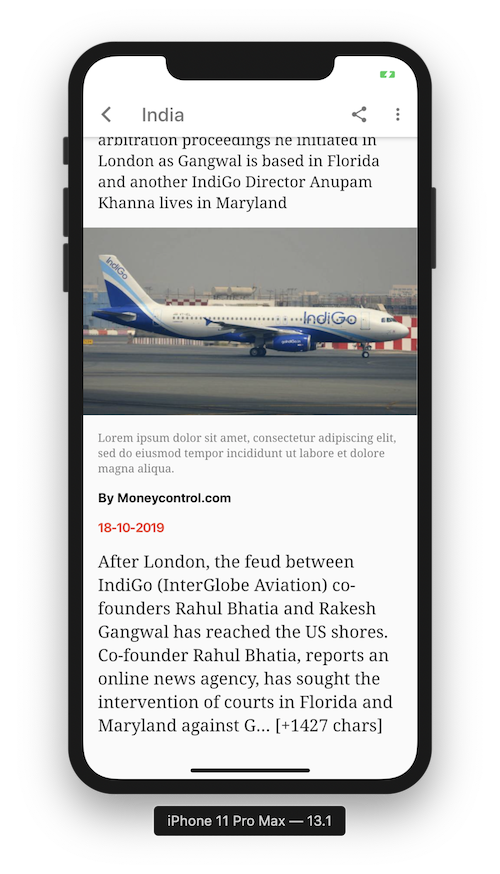 India
arbitration proceedings he initiated in
London as Gangwal is based in Florida
and another IndiGo Director Anupam
Khanna lives in Maryland
IndiGo
IndiGo
Lorem ipsum dolor sit amet, consectetur adipiscing elit,
sed do eiusmod tempor incididunt ut labore et dolore
magna aliqua.
By Moneycontrol.com
18-10-2019
After London, the feud between
IndiGo (InterGlobe Aviation) co-
founders Rahul Bhatia and Rakesh
Gangwal has reached the US shores.
Co-founder Rahul Bhatia, reports an
online news agency, has sought the
intervention of courts in Florida and
Maryland against G… [+1427 chars]
iPhone 11 Pro Max — 13.1